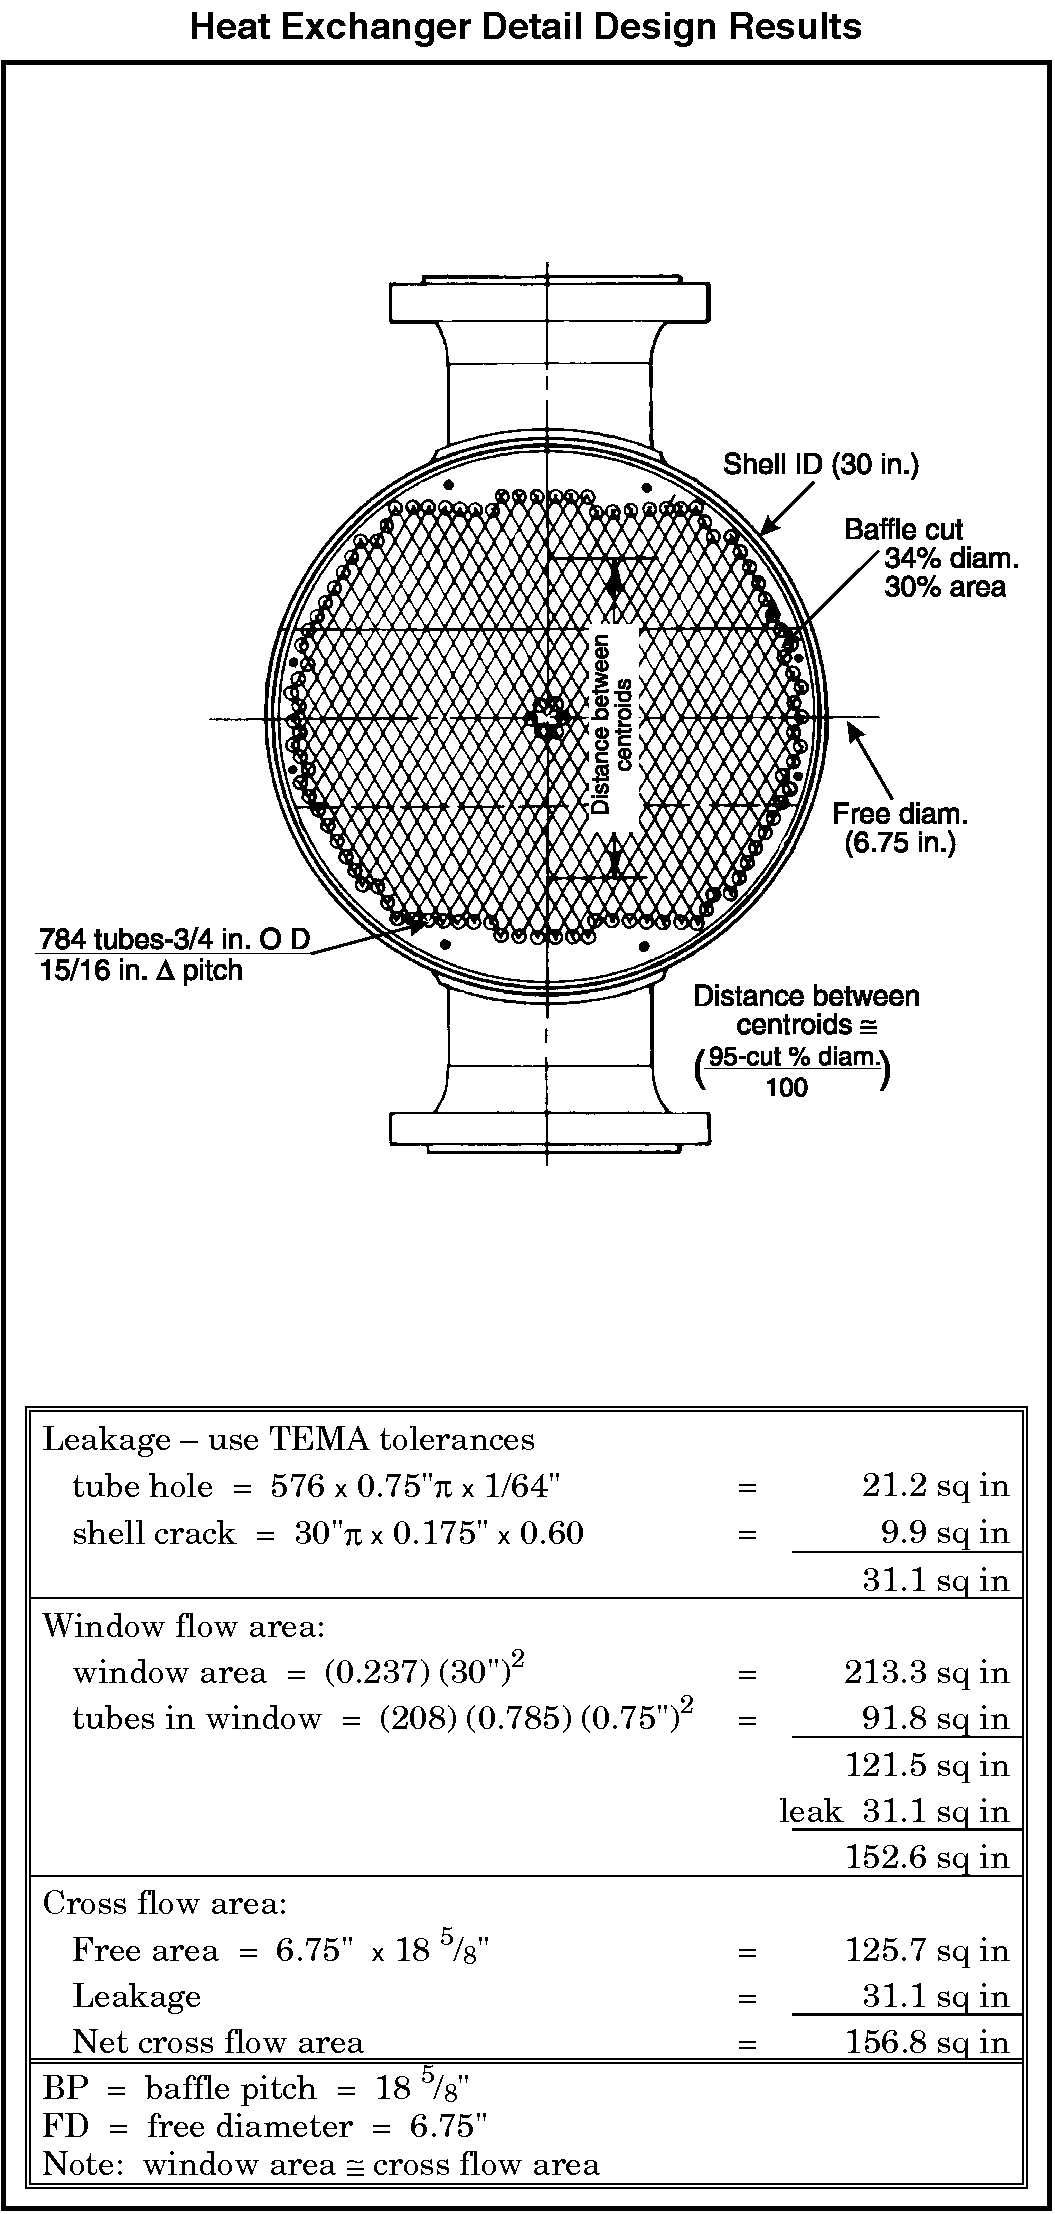 Heat Exchanger Detail Design Results
Shell ID (30 in.)
Baffle cut
34% diam.
30% area
Distance between
centroids
Free diam.
(6.75 in.)
784 tubes-3/4 in. O D
15/16 in. Δ pitch
Distance between
centroids ≅
(95-cut % diam.
100)
Leakage – use TEMA tolerances
tube hole = 576 x 0.75"π x 1/64" = 21.2 sq in
shell crack = 30"π x 0.175" x 0.60 = 9.9 sq in
31.1 sq in
Window flow area:
window area = (0.237) (30")² = 213.3 sq in
tubes in window = (208) (0.785) (0.75")² = 91.8 sq in
121.5 sq in
leak 31.1 sq in
152.6 sq in
Cross flow area:
Free area = 6.75" x 18 5/8" = 125.7 sq in
Leakage = 31.1 sq in
Net cross flow area = 156.8 sq in
BP = baffle pitch = 18 5/8"
FD = free diameter = 6.75"
Note: window area ≅ cross flow area